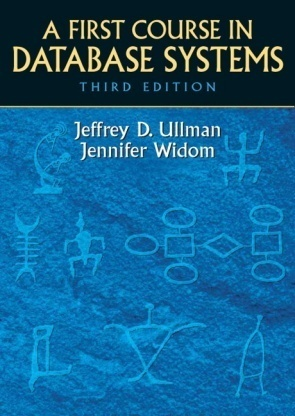 A FIRST COURSE IN
DATABASE SYSTEMS
THIRD EDITION
Jeffrey D. Ullman
Jennifer Widom